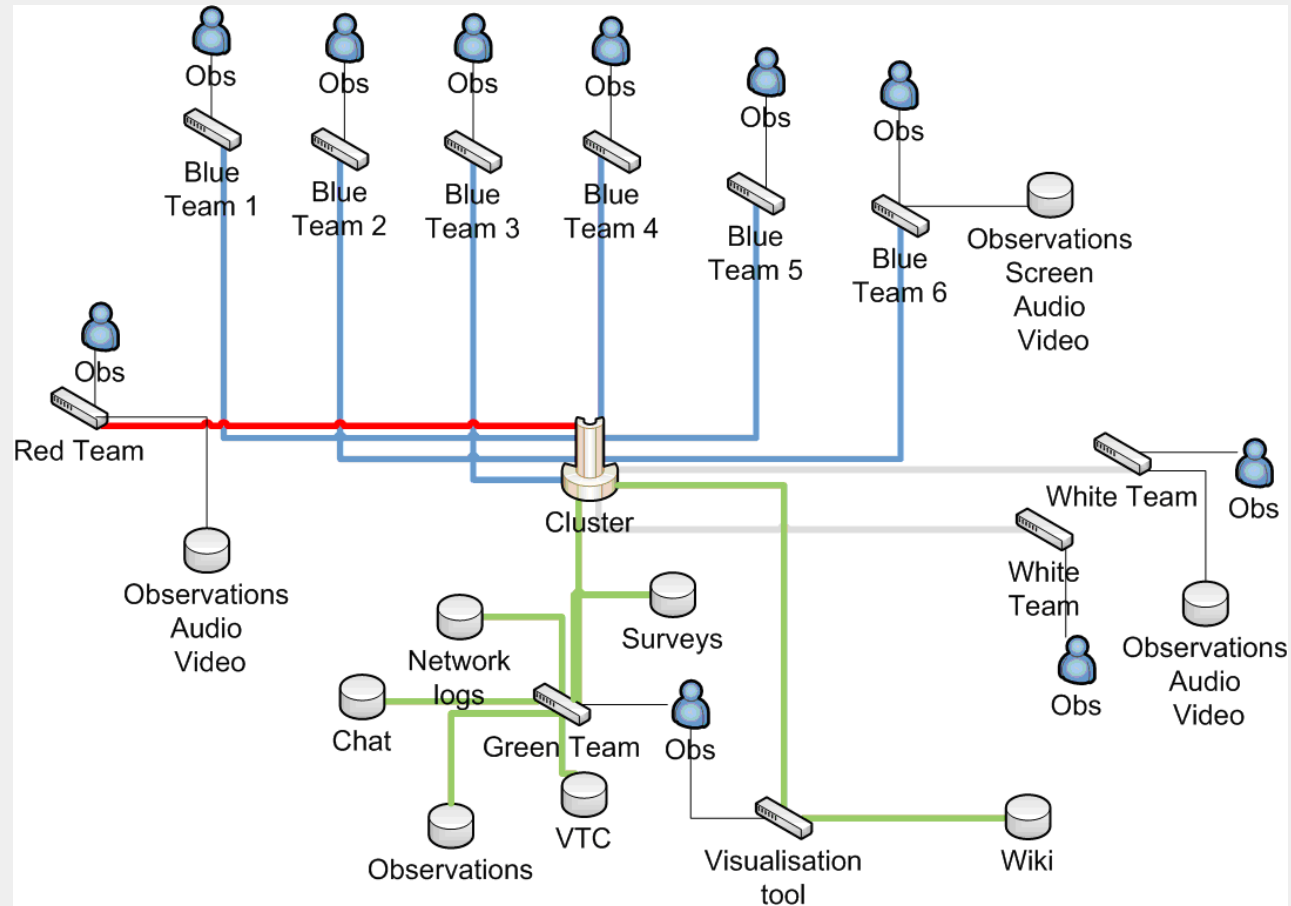 Obs
Obs
Obs
Obs
Obs
Obs
Blue
Team 1
Blue
Team 2
Blue
Team 3
Blue
Team 4
Blue
Team 5
Blue
Team 6
Observations
Screen
Audio
Video
Obs
Red Team
Cluster
White Team
Obs
White
Team
Obs
Observations
Audio
Video
Observations
Audio
Video
Surveys
Network
logs
Chat
Green Team
Obs
VTC
Observations
Visualisation
tool
Wiki